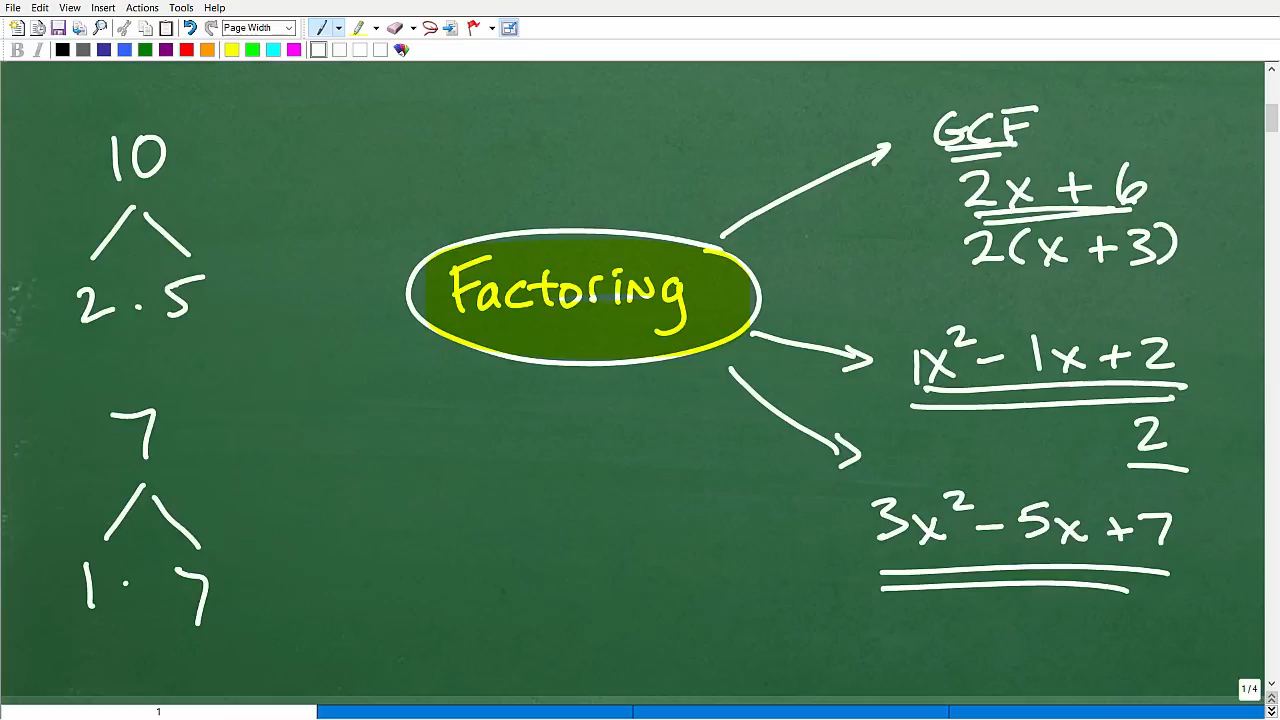 File Edit View Insert Actions Tools Help
Page Width
B I
10
2 · 5
7
1 · 7
Factoring
GCF
2x + 6
2(x + 3)
1x² - 1x + 2
2
3x² - 5x + 7
1/4
1